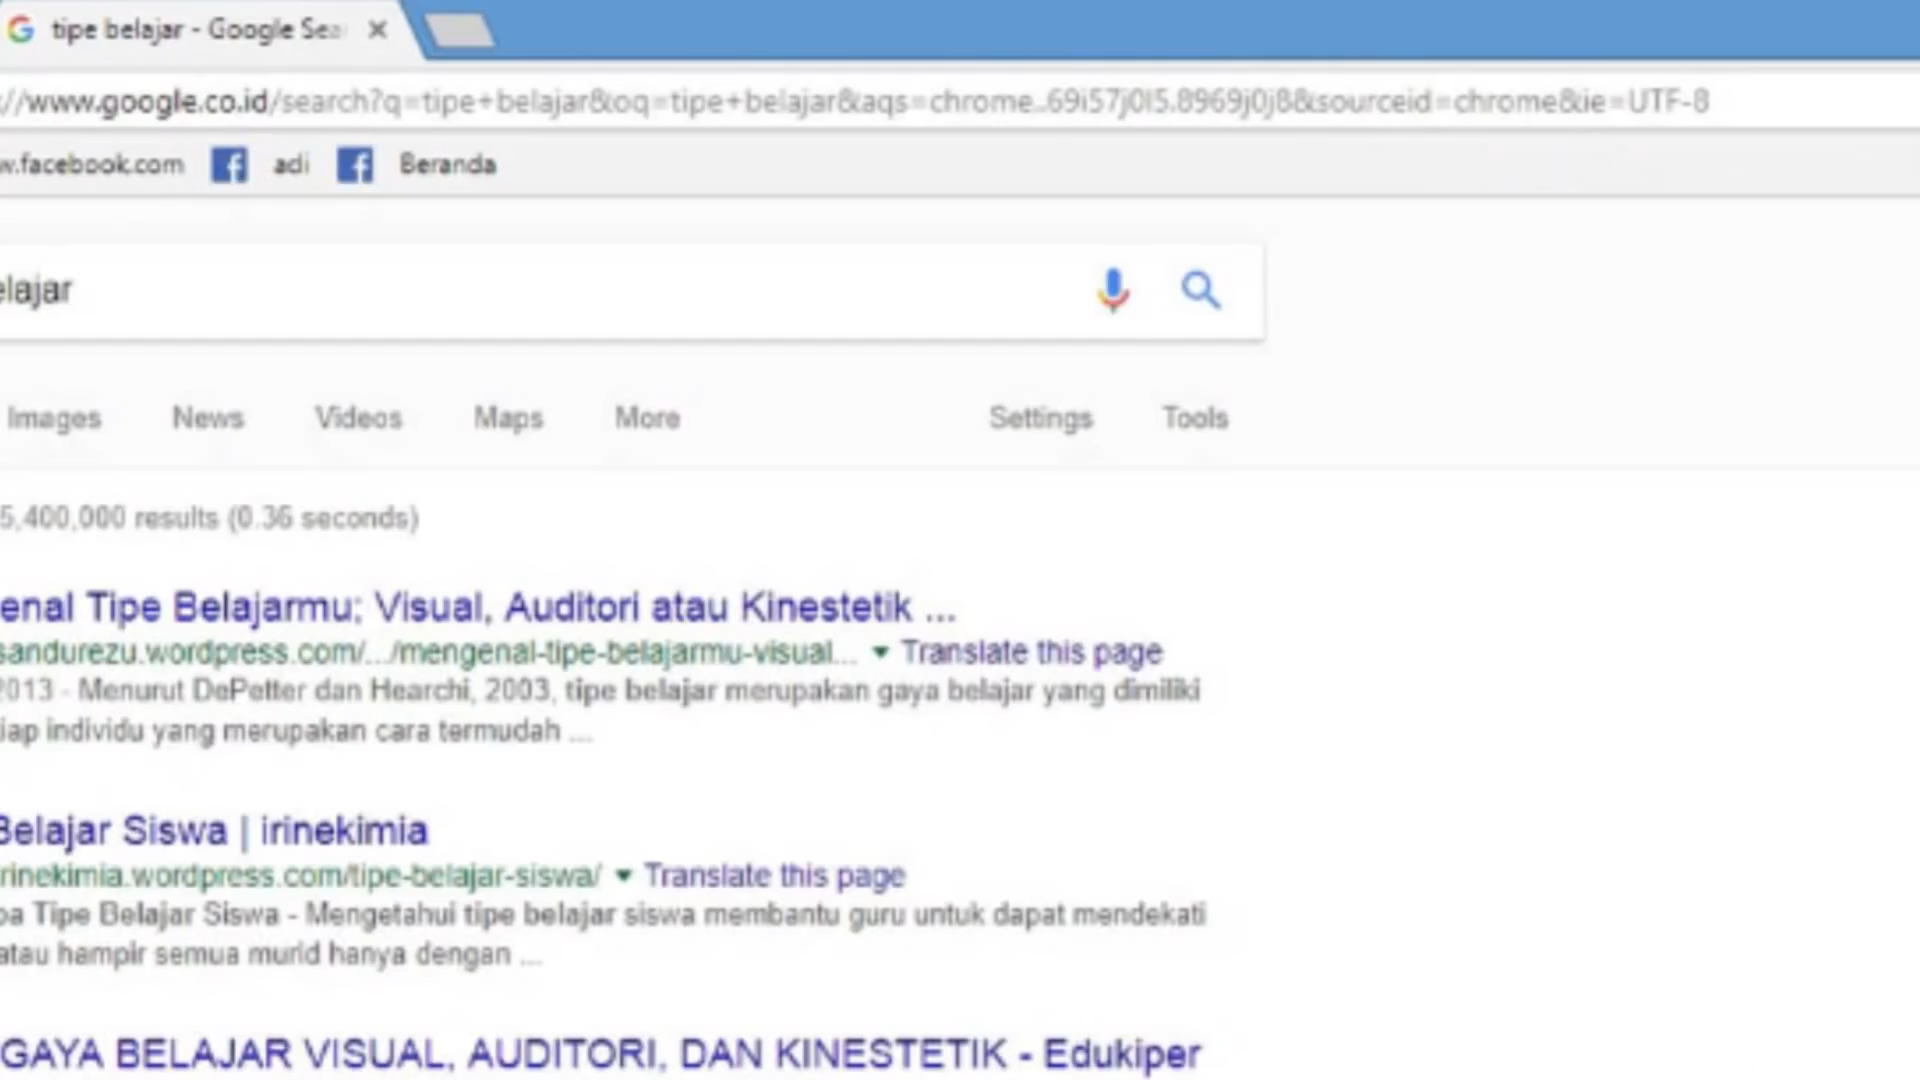 tipe belajar - Google Sea
://www.google.co.id/search?q=tipe+belajar&oq=tipe+belajar&aqs=chrome..69i57j0l5.8969j0j8&sourceid=chrome&ie=UTF-8
w.facebook.com adi Beranda
elajar
Images News Videos Maps More Settings Tools
5,400,000 results (0.36 seconds)
enal Tipe Belajarmu; Visual, Auditori atau Kinestetik ...
sandurezu.wordpress.com/.../mengenal-tipe-belajarmu-visual... Translate this page
2013 - Menurut DePetter dan Hearchi, 2003, tipe belajar merupakan gaya belajar yang dimiliki
iap individu yang merupakan cara termudah ...
Belajar Siswa | irinekimia
rinekimia.wordpress.com/tipe-belajar-siswa/ Translate this page
pa Tipe Belajar Siswa - Mengetahui tipe belajar siswa membantu guru untuk dapat mendekati
atau hampir semua murid hanya dengan ...
GAYA BELAJAR VISUAL, AUDITORI, DAN KINESTETIK - Edukiper